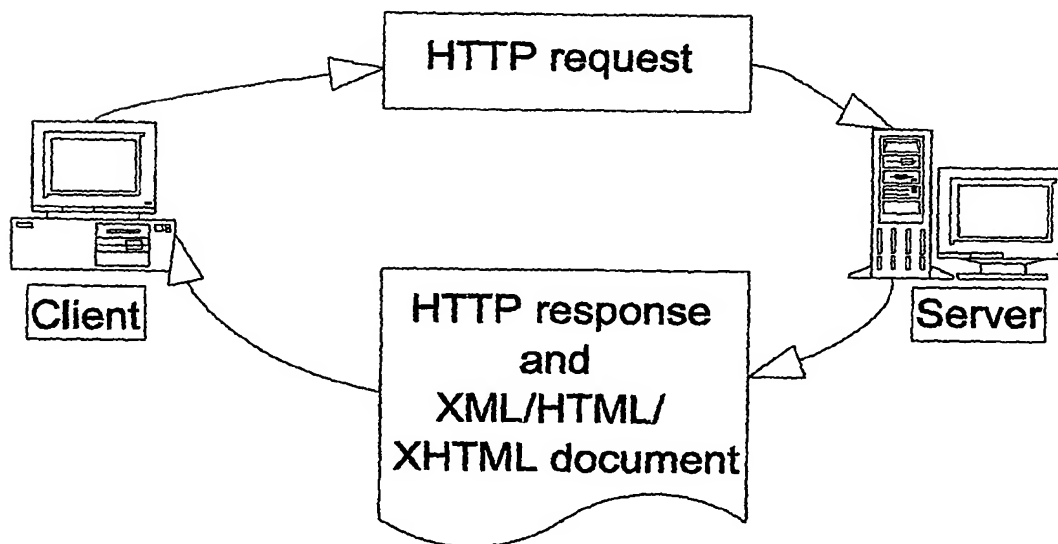 HTTP request
Client
Server
HTTP response
and
XML/HTML/
XHTML document